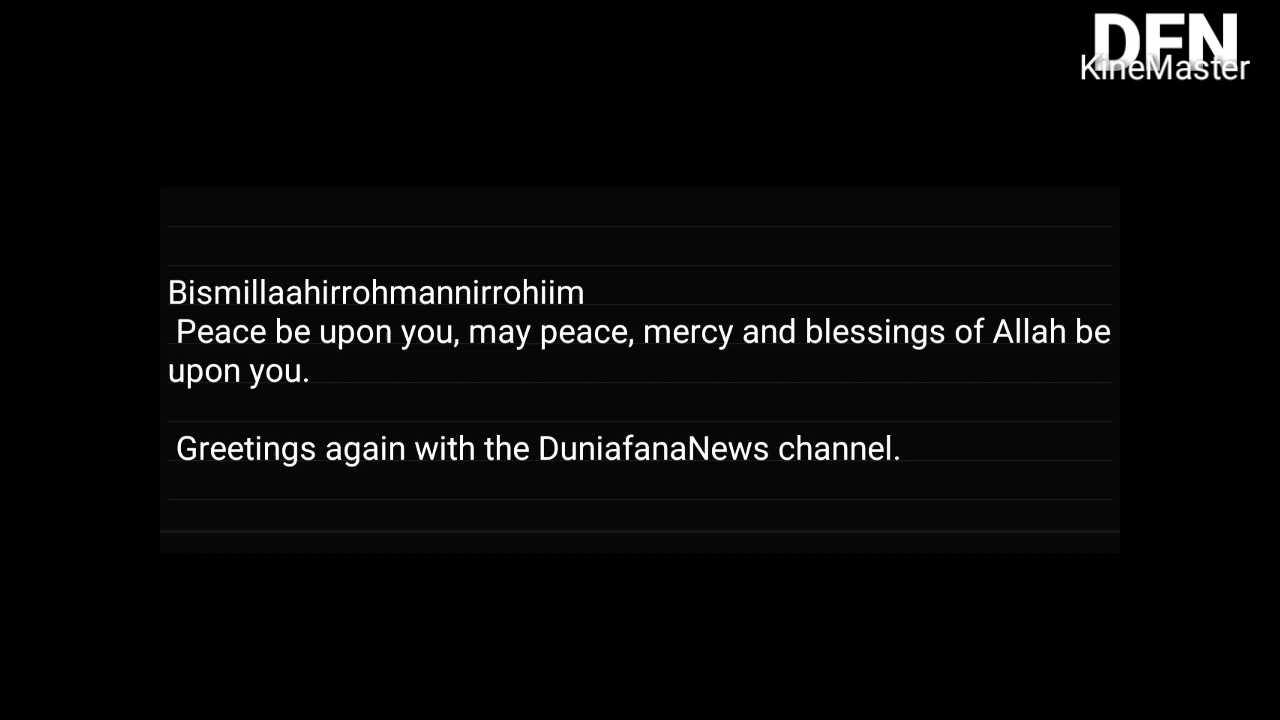 DFN
KineMaster
Bismillaahirrohmannirrohiim
Peace be upon you, may peace, mercy and blessings of Allah be
upon you.
Greetings again with the DuniafanaNews channel.